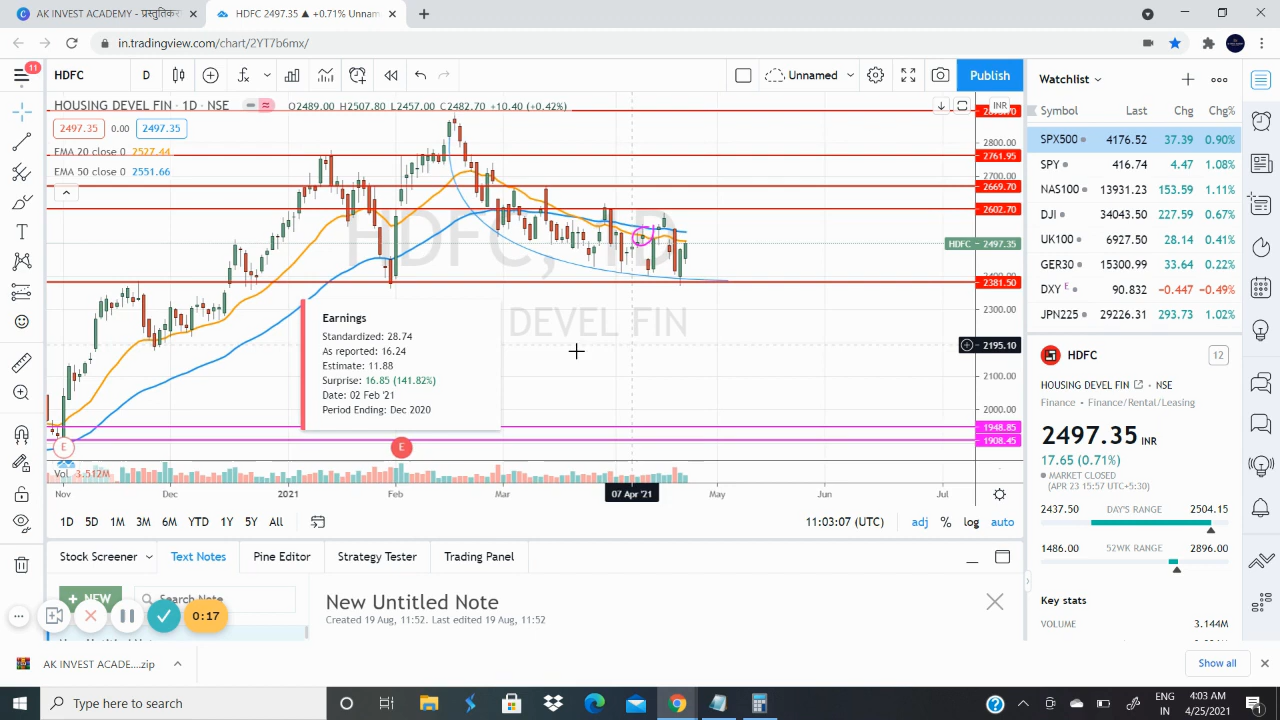 AK INVEST ACADEMY - प्रस्तुतिकर
HDFC 2497.35 ▲ +0.71% Unnam
in.tradingview.com/chart/2YT7b6mx/
11
HDFC
D
Unnamed
Publish
HOUSING DEVEL FIN · 1D · NSE
O2489.00 H2507.80 L2457.00 C2482.70 +10.40 (+0.42%)
INR
2497.35
0.00
2497.35
EMA 20 close 0 2527.44
EMA 50 close 0 2551.66
2800.00
2761.95
2700.00
2669.70
2602.70
HDFC 2497.35
2400.00
2381.50
2300.00
2195.10
2100.00
2000.00
1948.85
1908.45
HDFC, 1D
HOUSING DEVEL FIN
Earnings
Standardized: 28.74
As reported: 16.24
Estimate: 11.88
Surprise: 16.85 (141.82%)
Date: 02 Feb '21
Period Ending: Dec 2020
E
E
Vol 3.512M
Nov
Dec
2021
Feb
Mar
07 Apr '21
May
Jun
Jul
1D
5D
1M
3M
6M
YTD
1Y
5Y
All
11:03:07 (UTC)
adj
%
log
auto
Stock Screener
Text Notes
Pine Editor
Strategy Tester
Trading Panel
+ NEW
Search Note
New Untitled Note
Created 19 Aug, 11:52. Last edited 19 Aug, 11:52
0:17
Watchlist
Symbol Last Chg Chg%
SPX500 4176.52 37.39 0.90%
SPY 416.74 4.47 1.08%
NAS100 13931.23 153.59 1.11%
DJI 34043.50 227.59 0.67%
UK100 6927.50 28.14 0.41%
GER30 15300.99 33.64 0.22%
DXY E 90.832 -0.447 -0.49%
JPN225 29226.31 293.73 1.02%
HDFC
12
HOUSING DEVEL FIN NSE
Finance • Finance/Rental/Leasing
2497.35 INR
17.65 (0.71%)
MARKET CLOSED
(APR 23 15:57 UTC+5:30)
2437.50 DAY'S RANGE 2504.15
1486.00 52WK RANGE 2896.00
Key stats
VOLUME 3.144M
AK INVEST ACADE....zip
Show all
Type here to search
ENG
IN
4:03 AM
4/25/2021
1